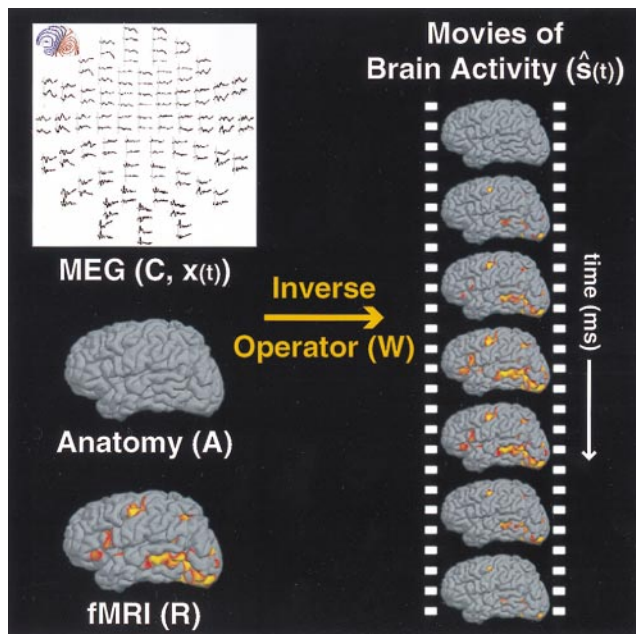 MEG (C, x(t))
Anatomy (A)
fMRI (R)
Inverse
Operator (W)
Movies of
Brain Activity (ŝ(t))
time (ms)